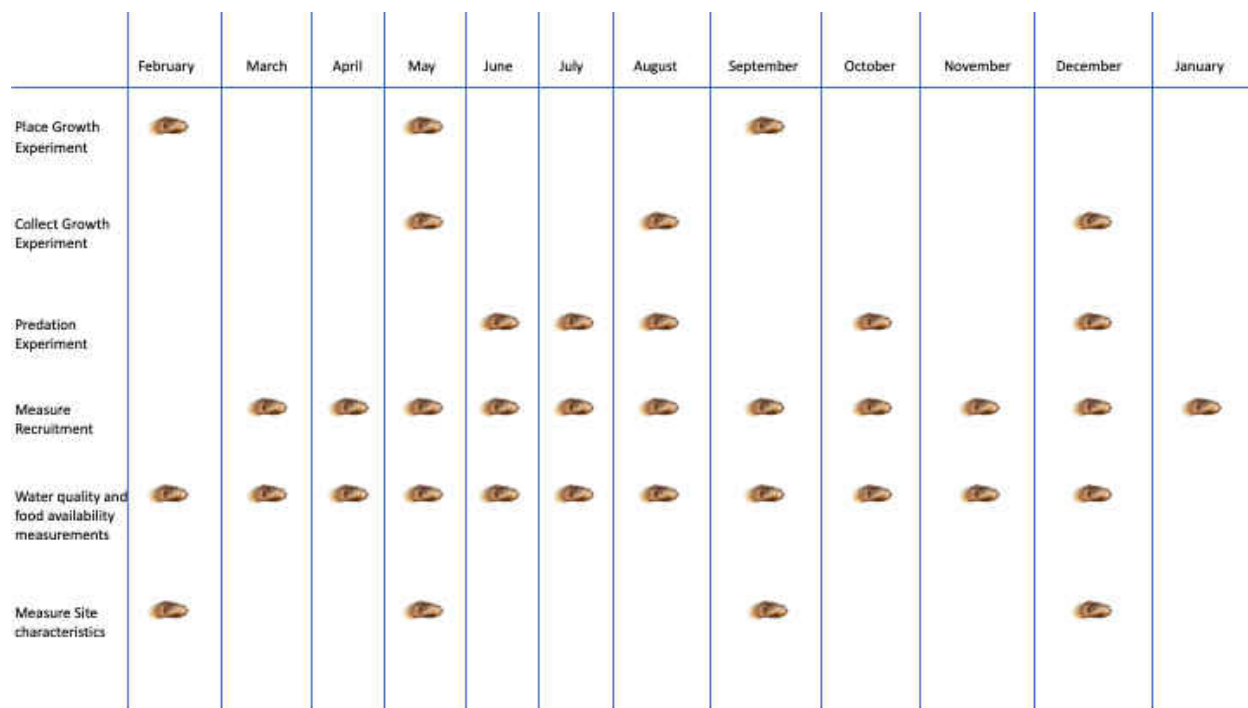 February March April May June July August September October November December January
Place Growth
Experiment
Collect Growth
Experiment
Predation
Experiment
Measure
Recruitment
Water quality and
food availability
measurements
Measure Site
characteristics